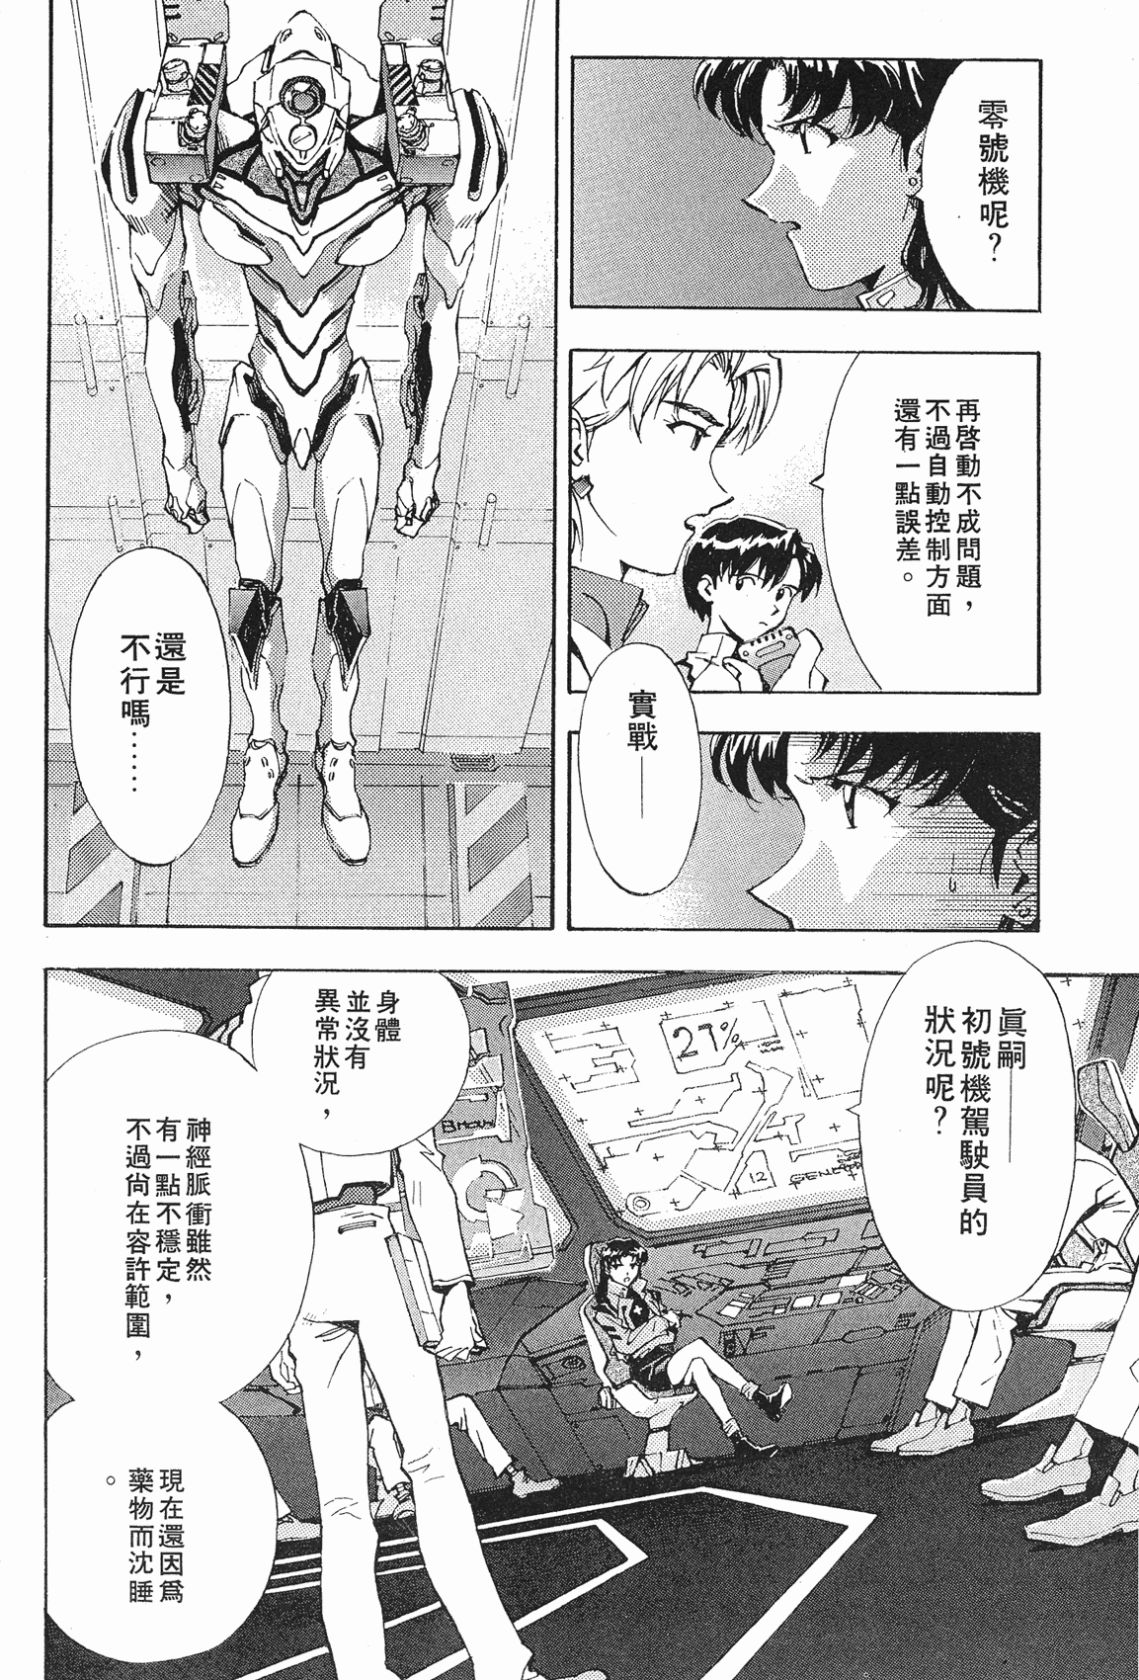 零號機呢？
再啓動不成問題，
不過自動控制方面
還有一點誤差。
實戰──
還是
不行嗎……
眞嗣──
初號機駕駛員的
狀況呢？
27%
12
身體
並沒有
異常狀況，
神經脈衝雖然
有一點不穩定，
不過尚在容許範圍，
現在還因爲
藥物而沈睡
。